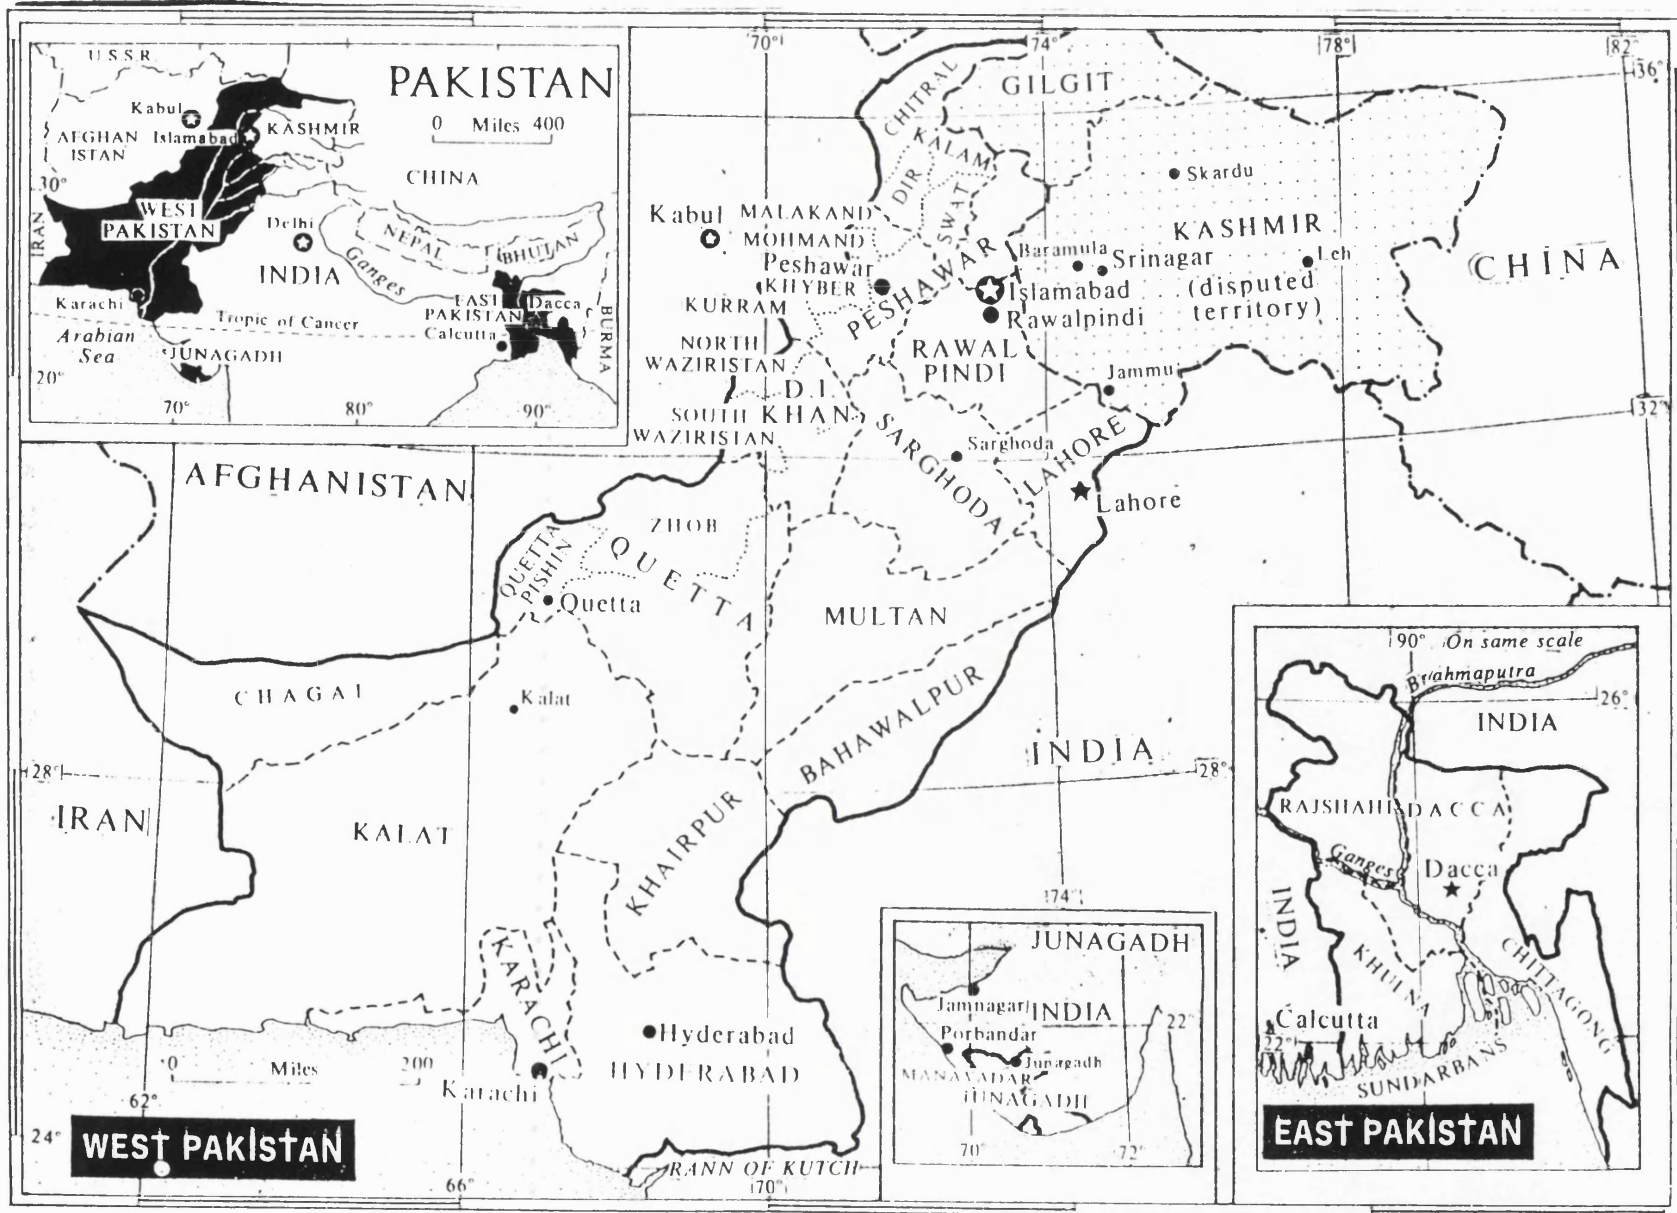 PAKISTAN
0 Miles 400
U.S.S.R.
Kabul
AFGHAN
ISTAN
Islamabad
KASHMIR
CHINA
30°
IRAN
WEST
PAKISTAN
Delhi
NEPAL
BHUTAN
Ganges
INDIA
Karachi
EAST
PAKISTAN
Dacca
Calcutta
BURMA
Tropic of Cancer
Arabian
Sea
JUNAGADH
20°
70°
80°
90°
70°
74°
78°
82°
36°
CHITRAL
GILGIT
KALAM
DIR
SWAT
Skardu
Kabul
MALAKAND
MOHMAND
Peshawar
KHYBER
KURRAM
PESHAWAR
KASHMIR
Baramula
Srinagar
Leh
(disputed
territory)
CHINA
Islamabad
Rawalpindi
NORTH
WAZIRISTAN
RAWAL
PINDI
Jammu
D.I.
KHAN
SOUTH
WAZIRISTAN
32°
SARGHODA
Sarghoda
LAHORE
Lahore
AFGHANISTAN
ZHOB
QUETTA
PISHIN
QUETTA
Quetta
MULTAN
CHAGAI
Kalat
BAHAWALPUR
INDIA
28°
28°
IRAN
KALAT
KHAIRPUR
74°
KARACHI
Hyderabad
HYDERABAD
Karachi
0 Miles 200
62°
24°
WEST PAKISTAN
66°
RANN OF KUTCH
70°
JUNAGADH
Jamnagar
INDIA
22°
Porbandar
Junagadh
MANAVADAR
JUNAGADH
70°
72°
90°
On same scale
Brahmaputra
26°
INDIA
RAJSHAHI
DACCA
Ganges
Dacca
INDIA
KHULNA
CHITTAGONG
Calcutta
22°
SUNDARBANS
EAST PAKISTAN